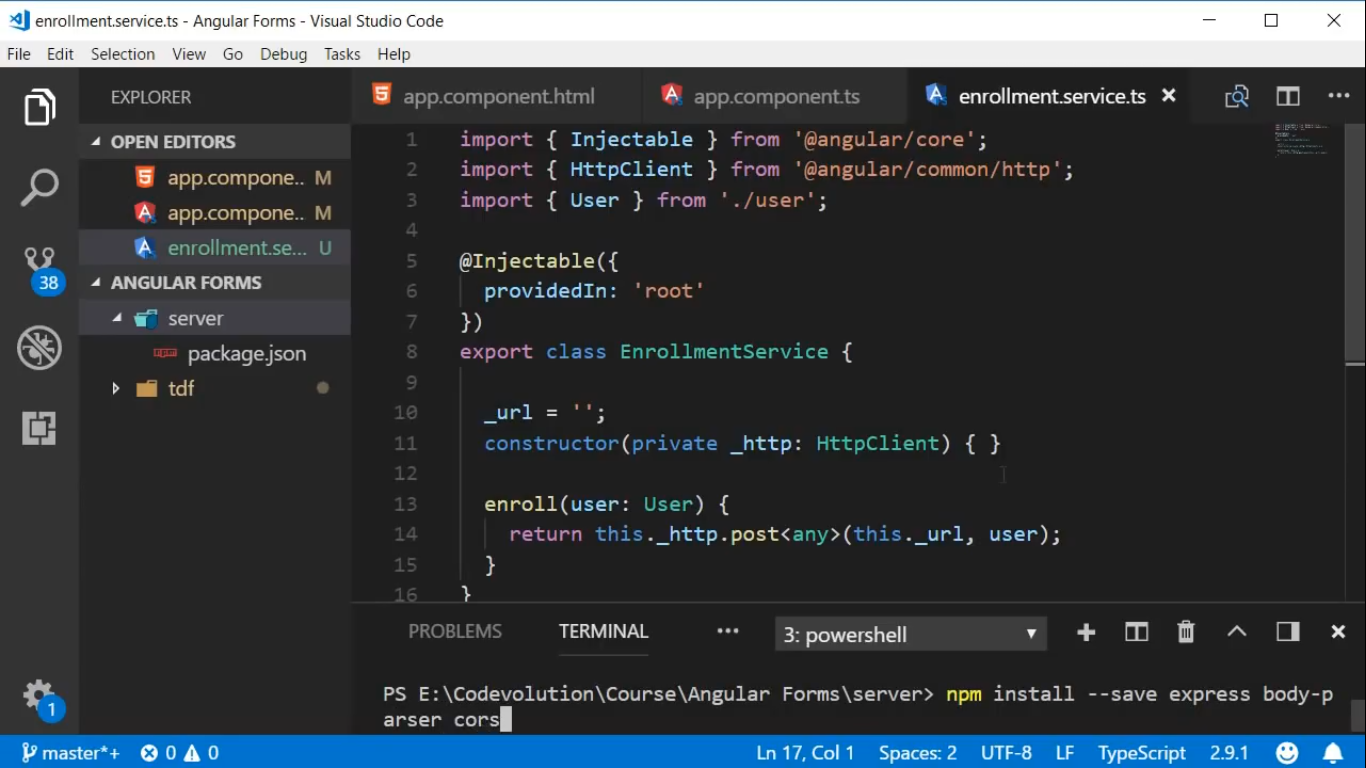 enrollment.service.ts - Angular Forms - Visual Studio Code
File Edit Selection View Go Debug Tasks Help
EXPLORER
OPEN EDITORS
app.compone.. M
app.compone.. M
enrollment.se... U
ANGULAR FORMS
server
package.json
tdf
38
1
app.component.html app.component.ts enrollment.service.ts
1 import { Injectable } from '@angular/core';
2 import { HttpClient } from '@angular/common/http';
3 import { User } from './user';
4
5 @Injectable({
6 providedIn: 'root'
7 })
8 export class EnrollmentService {
9
10 _url = '';
11 constructor(private _http: HttpClient) { }
12
13 enroll(user: User) {
14 return this._http.post<any>(this._url, user);
15 }
16 }
PROBLEMS TERMINAL ... 3: powershell
PS E:\Codevolution\Course\Angular Forms\server> npm install --save express body-p
arser cors
master*+ 0 0 Ln 17, Col 1 Spaces: 2 UTF-8 LF TypeScript 2.9.1